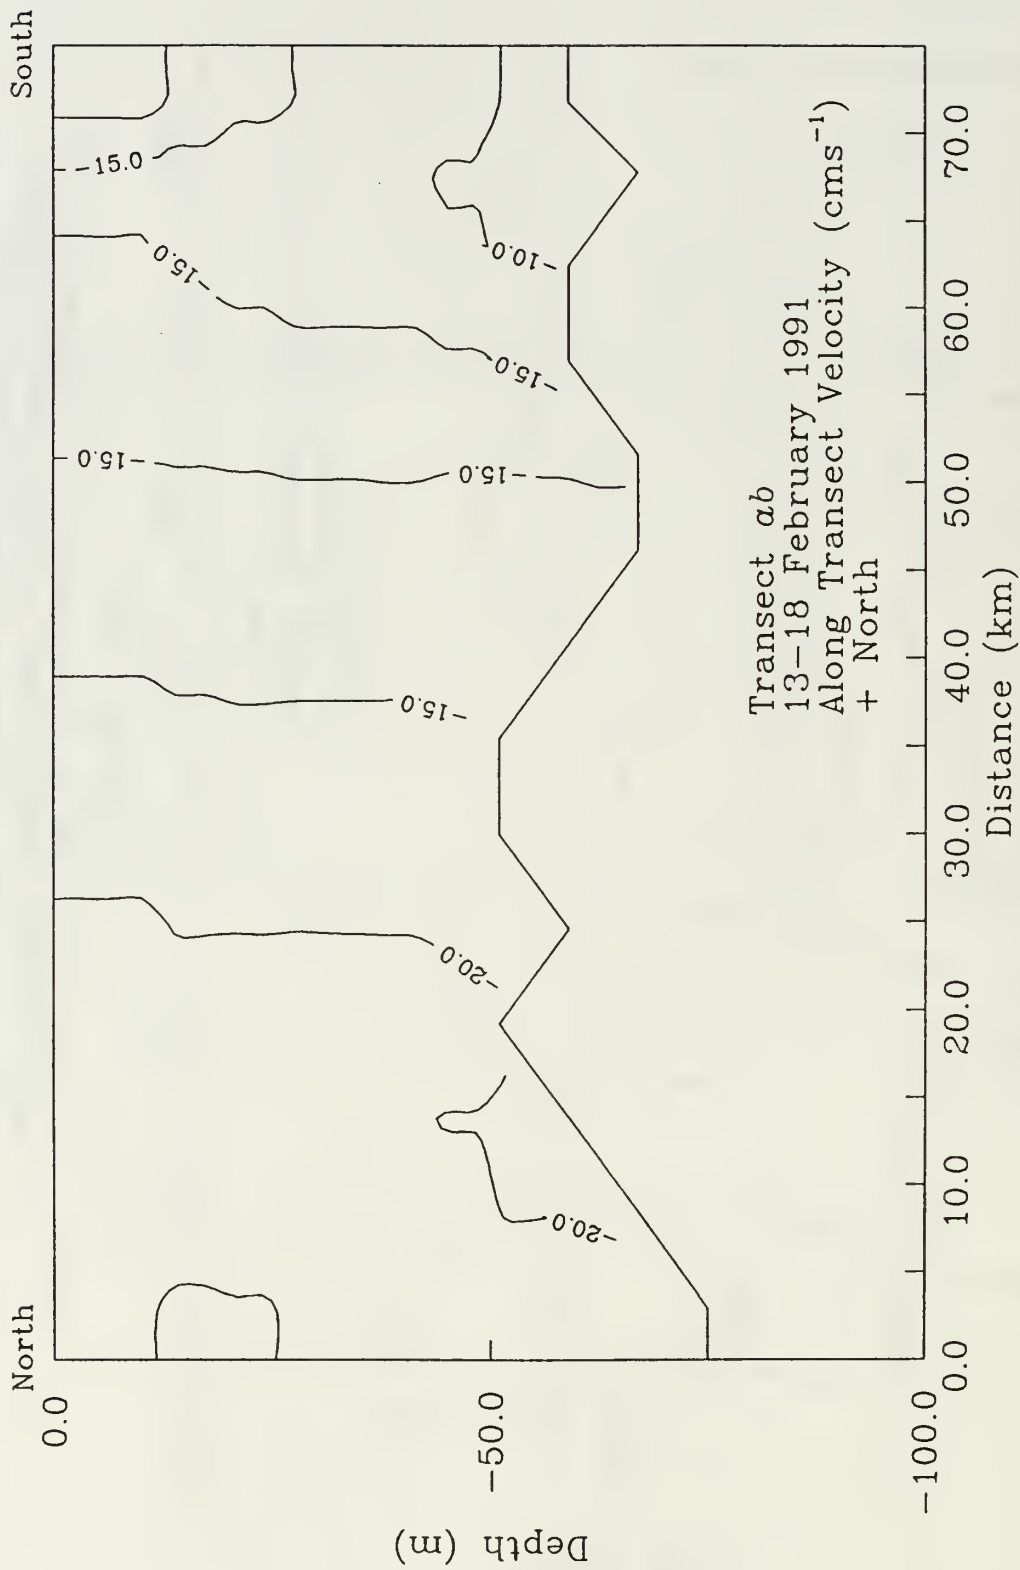 North
South
0.0
-50.0
-100.0
Depth (m)
-20.0
-20.0
-15.0
-15.0
-15.0
-15.0
-15.0
-15.0
-10.0
Transect ab
13-18 February 1991
Along Transect Velocity (cms⁻¹)
+ North
0.0 10.0 20.0 30.0 40.0 50.0 60.0 70.0
Distance (km)